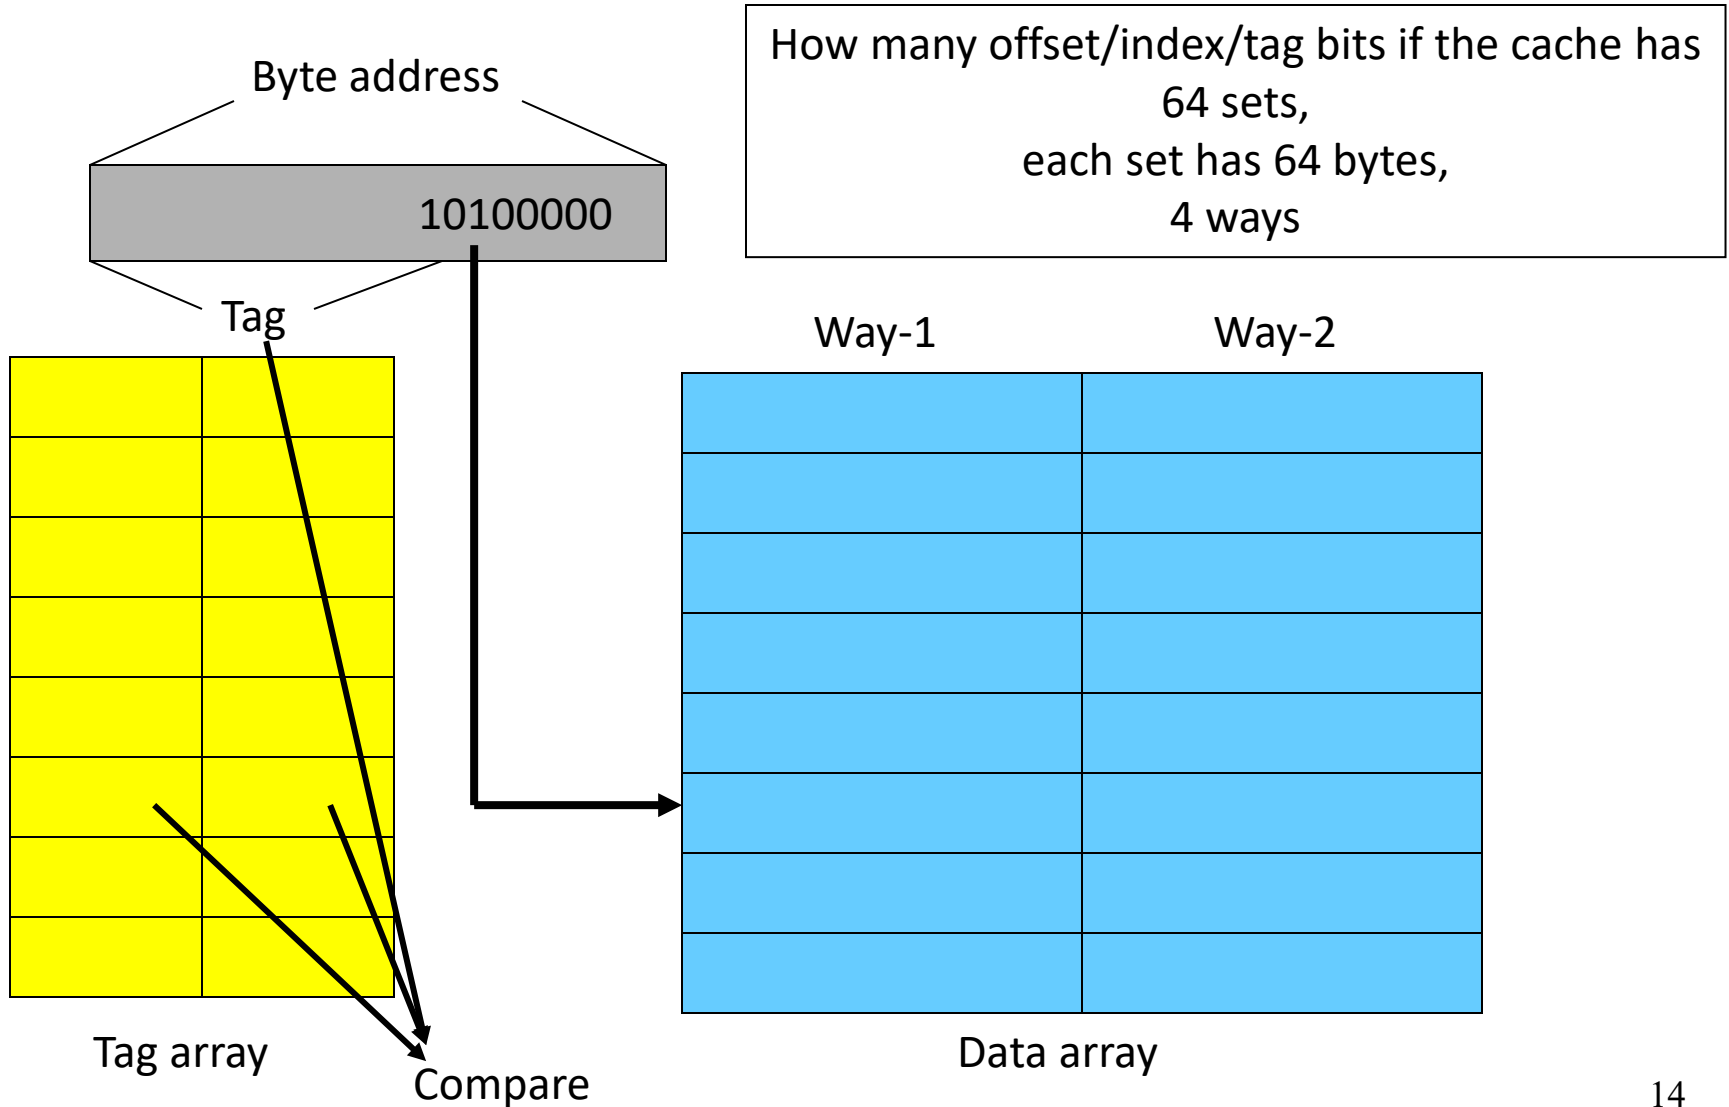 How many offset/index/tag bits if the cache has
64 sets,
each set has 64 bytes,
4 ways
Byte address
10100000
Tag
Way-1
Way-2
Tag array
Compare
Data array
14